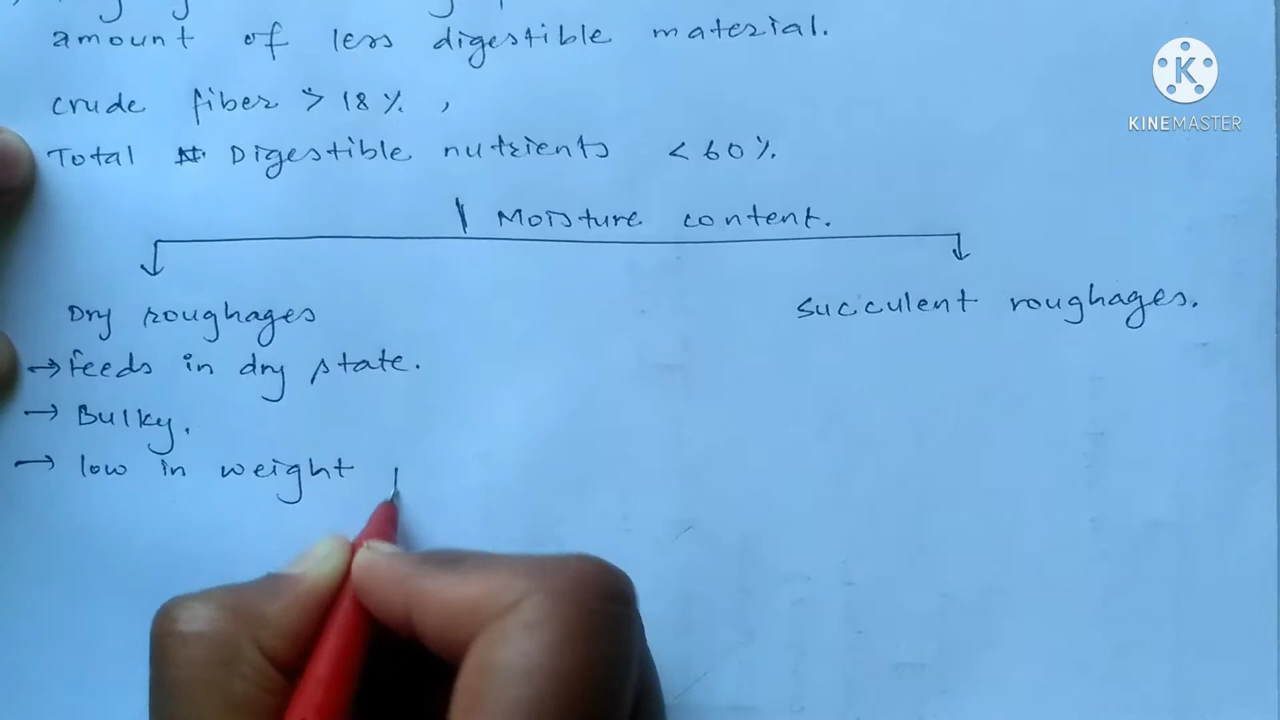 amount of less digestible material.
crude fiber > 18%,
Total Digestible nutrients < 60%
Moisture content.
Dry roughages
succulent roughages.
→ feeds in dry state.
→ Bulky.
→ low in weight
KINEMASTER